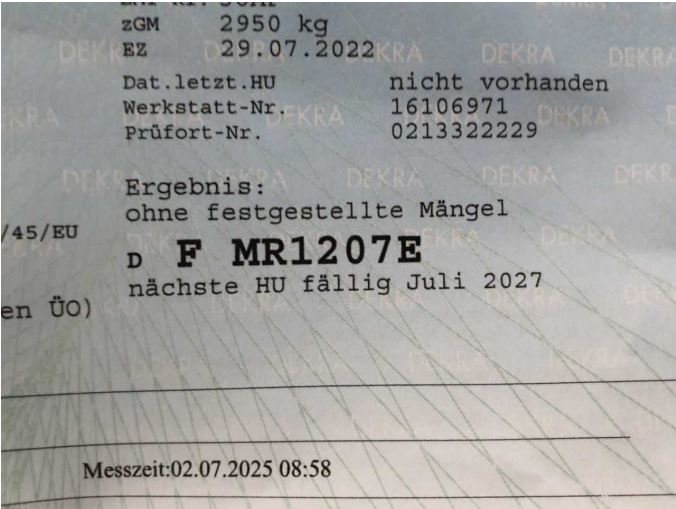 zGM 2950 kg
EZ 29.07.2022
Dat.letzt.HU nicht vorhanden
Werkstatt-Nr. 16106971
Prüfort-Nr. 0213322229
Ergebnis:
ohne festgestellte Mängel
/45/EU
D F MR1207E
nächste HU fällig Juli 2027
en ÜO)
Messzeit:02.07.2025 08:58
DEKRA